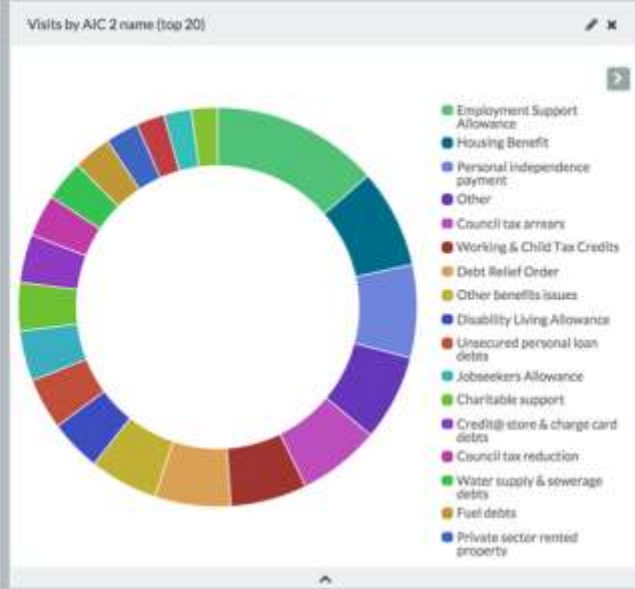 Visits by AIC 2 name (top 20)
Employment Support
Allowance
Housing Benefit
Personal independence
payment
Other
Council tax arrears
Working & Child Tax Credits
Debt Relief Order
Other benefits issues
Disability Living Allowance
Unsecured personal loan
debts
Jobseekers Allowance
Charitable support
Credit@ store & charge card
debts
Council tax reduction
Water supply & sewerage
debts
Fuel debts
Private sector rented
property